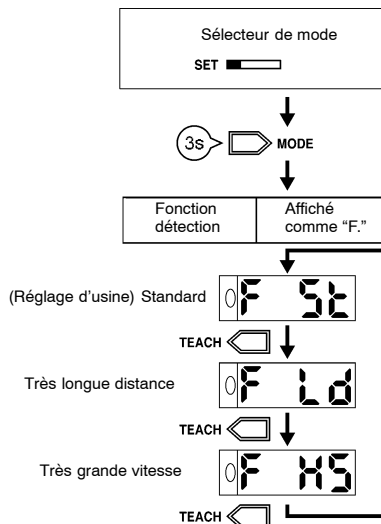 Sélecteur de mode
SET
3s MODE
Fonction détection
Affiché comme “F.”
(Réglage d'usine) Standard F St
TEACH
Très longue distance F Ld
TEACH
Très grande vitesse F HS
TEACH